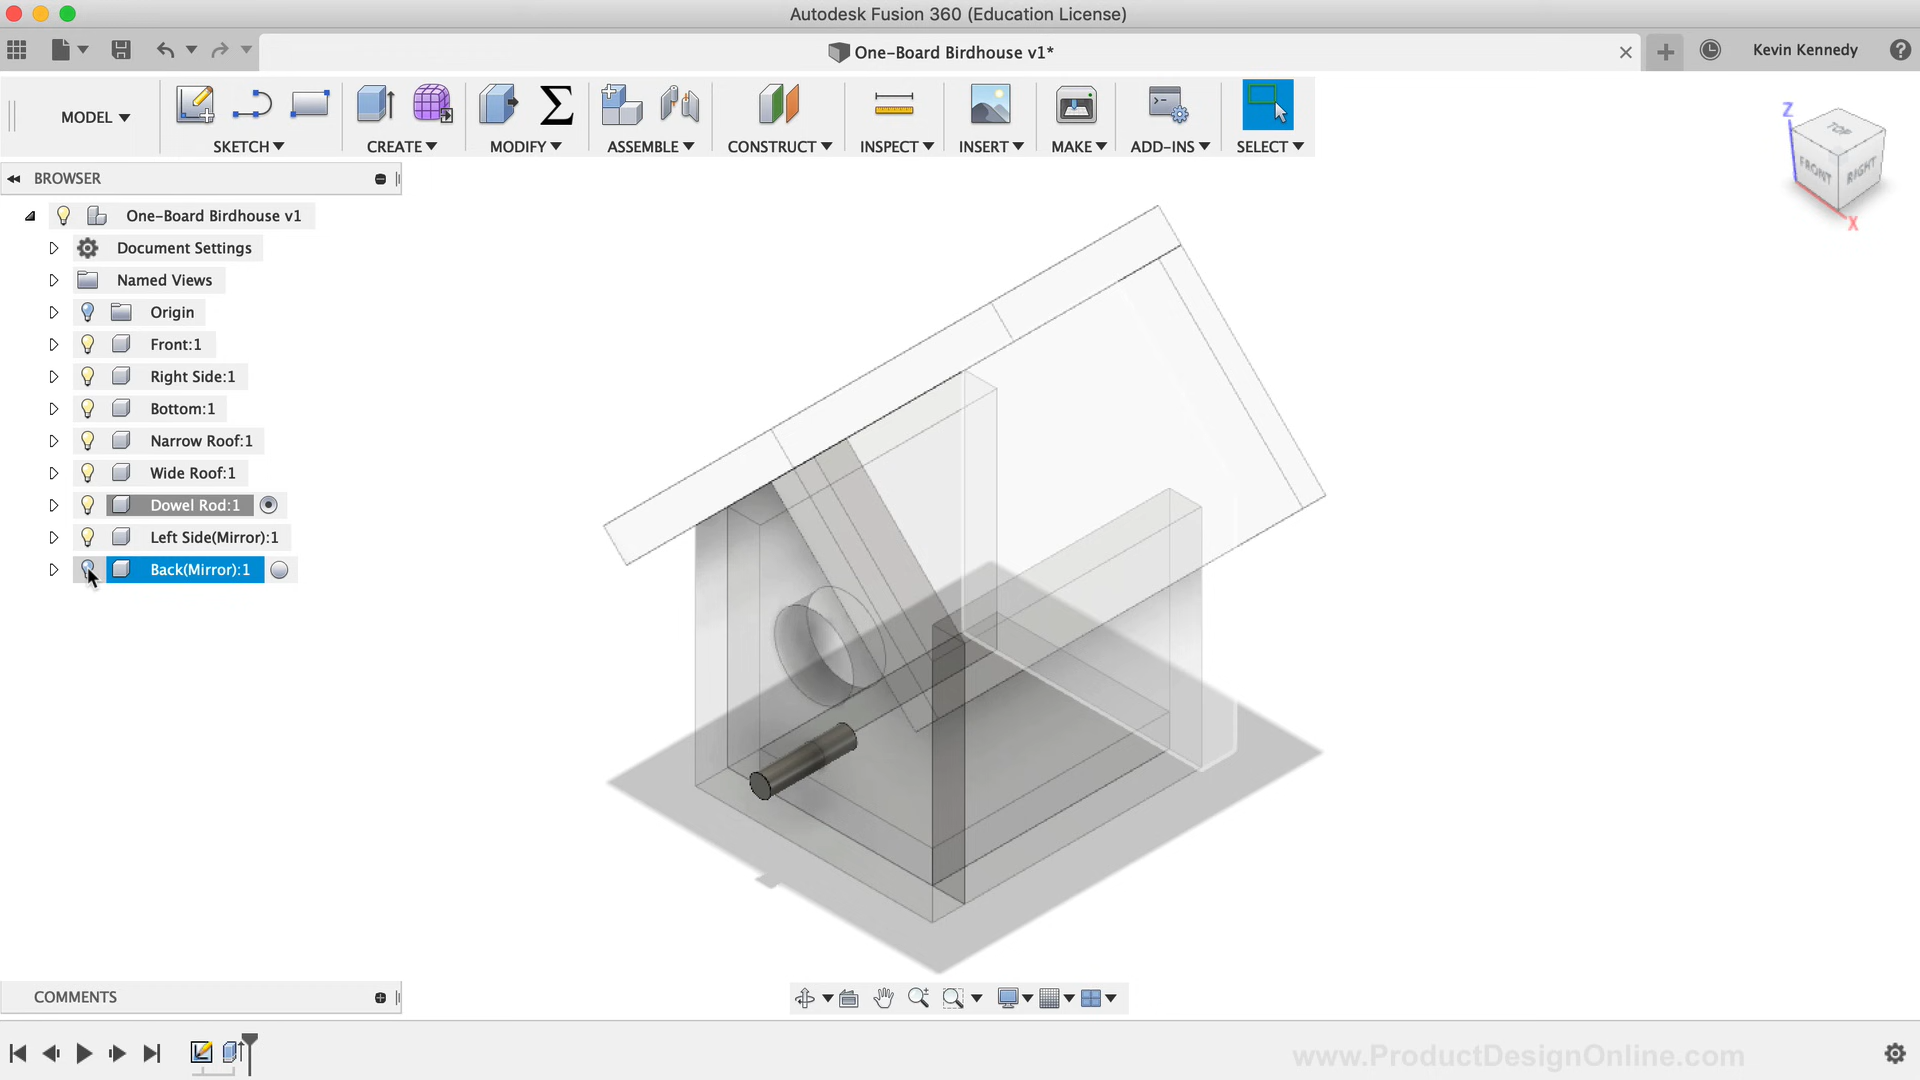 Autodesk Fusion 360 (Education License)
One-Board Birdhouse v1*
Kevin Kennedy
MODEL
SKETCH
CREATE
MODIFY
ASSEMBLE
CONSTRUCT
INSPECT
INSERT
MAKE
ADD-INS
SELECT
BROWSER
One-Board Birdhouse v1
Document Settings
Named Views
Origin
Front:1
Right Side:1
Bottom:1
Narrow Roof:1
Wide Roof:1
Dowel Rod:1
Left Side(Mirror):1
Back(Mirror):1
Z
TOP
FRONT
RIGHT
X
COMMENTS
www.ProductDesignOnline.com